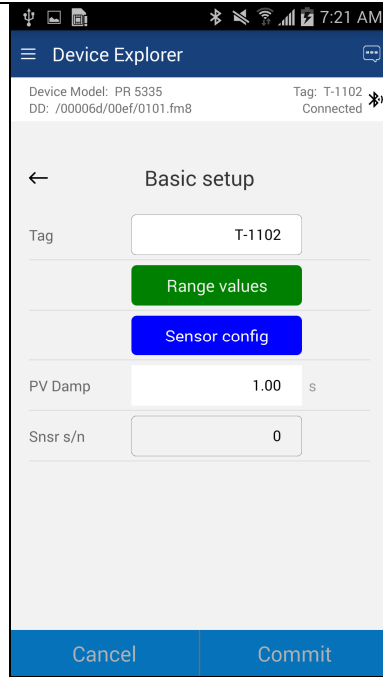 7:21 AM
Device Explorer
Device Model: PR 5335 Tag: T-1102
DD: /00006d/00ef/0101.fm8 Connected
Basic setup
Tag T-1102
Range values
Sensor config
PV Damp 1.00 s
Snsr s/n 0
Cancel Commit